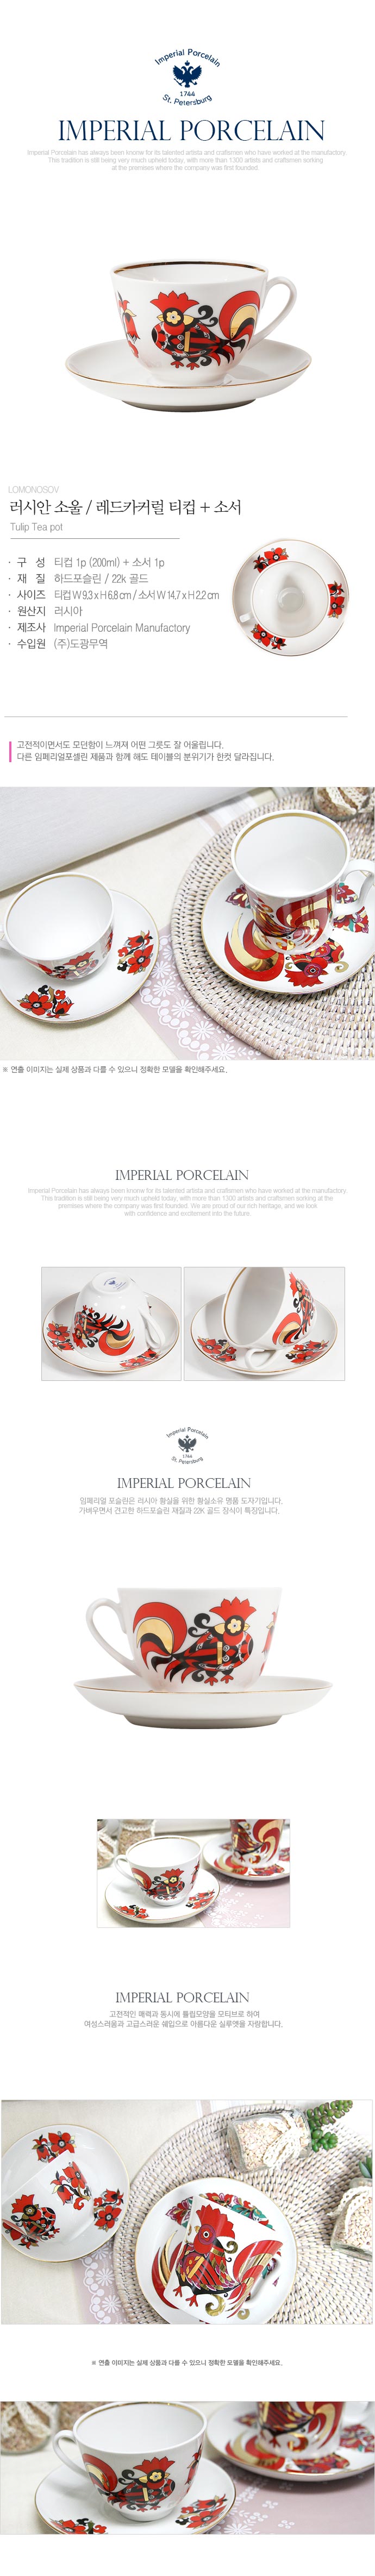 Imperial Porcelain
1744
St. Petersburg
IMPERIAL PORCELAIN
Imperial Porcelain has always been knonw for its talented artista and craftemen who have worked at the manufactory.
This tradition is still being very much upheld today, with more than 1300 artists and craftsmen sorking
at the premises where the company was first founded.
LOMONOSOV
러시안 소울 / 레드카커럴 티컵 + 소서
Tulip Tea pot
· 구 성 티컵 1p (200ml) + 소서 1p
· 재 질 하드포슬린 / 22k 골드
· 사이즈 티컵 W 9,3 x H 6,8 cm / 소서 W 14,7 x H 2,2 cm
· 원산지 러시아
· 제조사 Imperial Porcelain Manufactory
· 수입원 (주)도광무역
고전적이면서도 모던함이 느껴져 어떤 그릇도 잘 어울립니다.
다른 임페리얼포셀린 제품과 함께 해도 테이블의 분위기가 한컷 달라집니다.
※ 연출 이미지는 실제 상품과 다를 수 있으니 정확한 모델을 확인해주세요.
IMPERIAL PORCELAIN
Imperial Porcelain has always been knonw for its talented artista and craftemen who have worked at the manufactory.
This tradition is still being very much upheld today, with more than 1300 artists and craftsmen sorking at the
premises where the company was first founded. We are proud of our rich heritage, and we look
with confidence and excitement into the future.
Imperial Porcelain
1744
St. Petersburg
IMPERIAL PORCELAIN
임페리얼 포슬린은 러시아 황실을 위한 황실소유 명품 도자기입니다.
가벼우면서 견고한 하드포슬린 재질과 22K 골드 장식이 특징입니다.
IMPERIAL PORCELAIN
고전적인 매력과 동시에 튤립모양을 모티브로 하여
여성스러움과 고급스러운 쉐입으로 아름다운 실루엣을 자랑합니다.
※ 연출 이미지는 실제 상품과 다를 수 있으니 정확한 모델을 확인해주세요.